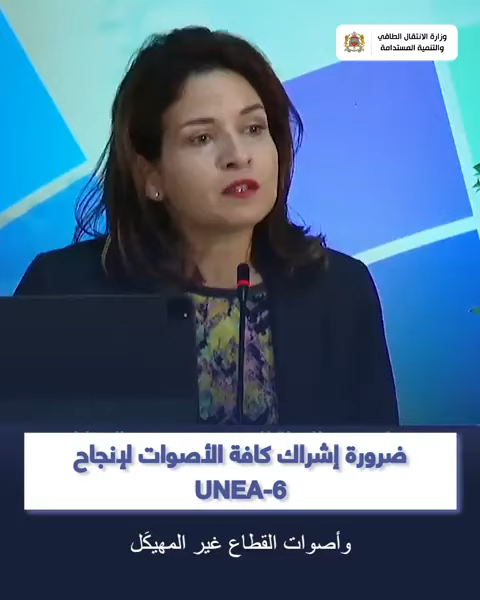 وزارة الانتقال الطاقي
والتنمية المستدامة
ضرورة إشراك كافة الأصوات لإنجاح
UNEA-6
وأصوات القطاع غير المهيكَل